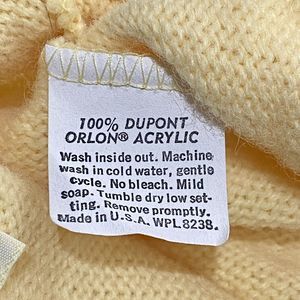 100% DUPONT
ORLON® ACRYLIC
Wash inside out. Machine
wash in cold water, gentle
cycle. No bleach. Mild
soap. Tumble dry low set-
ting. Remove promptly.
Made in U.S.A. WPL 8238.